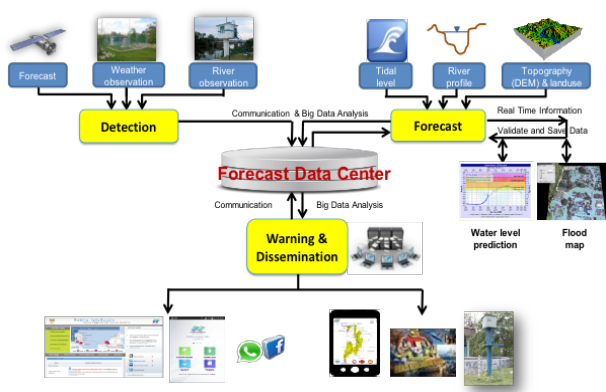 Forecast
Weather
observation
River
observation
Tidal
level
River
profile
Topography
(DEM) & landuse
Detection
Communication & Big Data Analysis
Forecast
Real Time Information
Validate and Save Data
Forecast Data Center
Communication
Big Data Analysis
Water level
prediction
Flood
map
Warning &
Dissemination